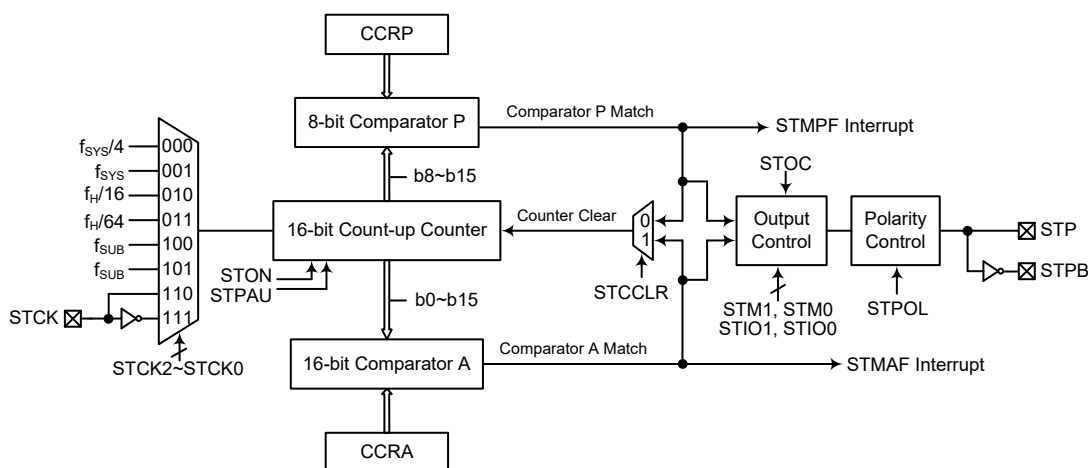 CCRP
8-bit Comparator P
Comparator P Match
STMPF Interrupt
fSYS/4
000
fSYS
001
fH/16
010
fH/64
011
fSUB
100
fSUB
101
110
STCK
111
STCK2~STCK0
b8~b15
16-bit Count-up Counter
Counter Clear
0
1
STCCLR
STOC
Output
Control
Polarity
Control
STP
STPB
STON
STPAU
STM1, STM0
STIO1, STIO0
STPOL
b0~b15
16-bit Comparator A
Comparator A Match
STMAF Interrupt
CCRA